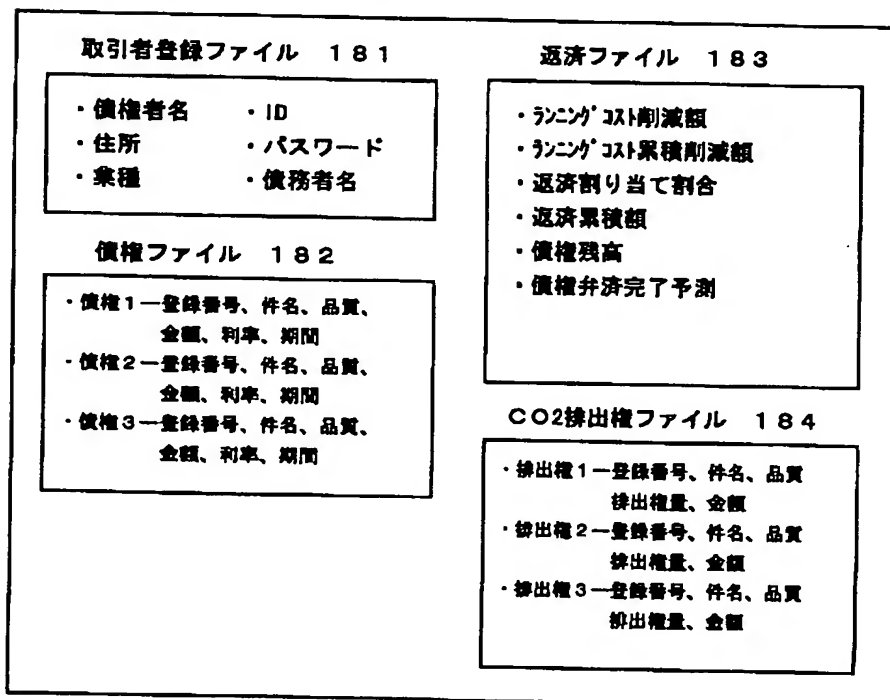 取引者登録ファイル　１８１
・債権者名　・ID
・住所　・パスワード
・業種　・債務者名
債権ファイル　１８２
・債権１ー登録番号、件名、品質、
金額、利率、期間
・債権２ー登録番号、件名、品質、
金額、利率、期間
・債権３ー登録番号、件名、品質、
金額、利率、期間
返済ファイル　１８３
・ﾗﾝﾆﾝｸﾞｺｽﾄ削減額
・ﾗﾝﾆﾝｸﾞｺｽﾄ累積削減額
・返済割り当て割合
・返済累積額
・債権残高
・債権弁済完了予測
CO2排出権ファイル　１８４
・排出権１ー登録番号、件名、品質
排出権量、金額
・排出権２ー登録番号、件名、品質
排出権量、金額
・排出権３ー登録番号、件名、品質
排出権量、金額